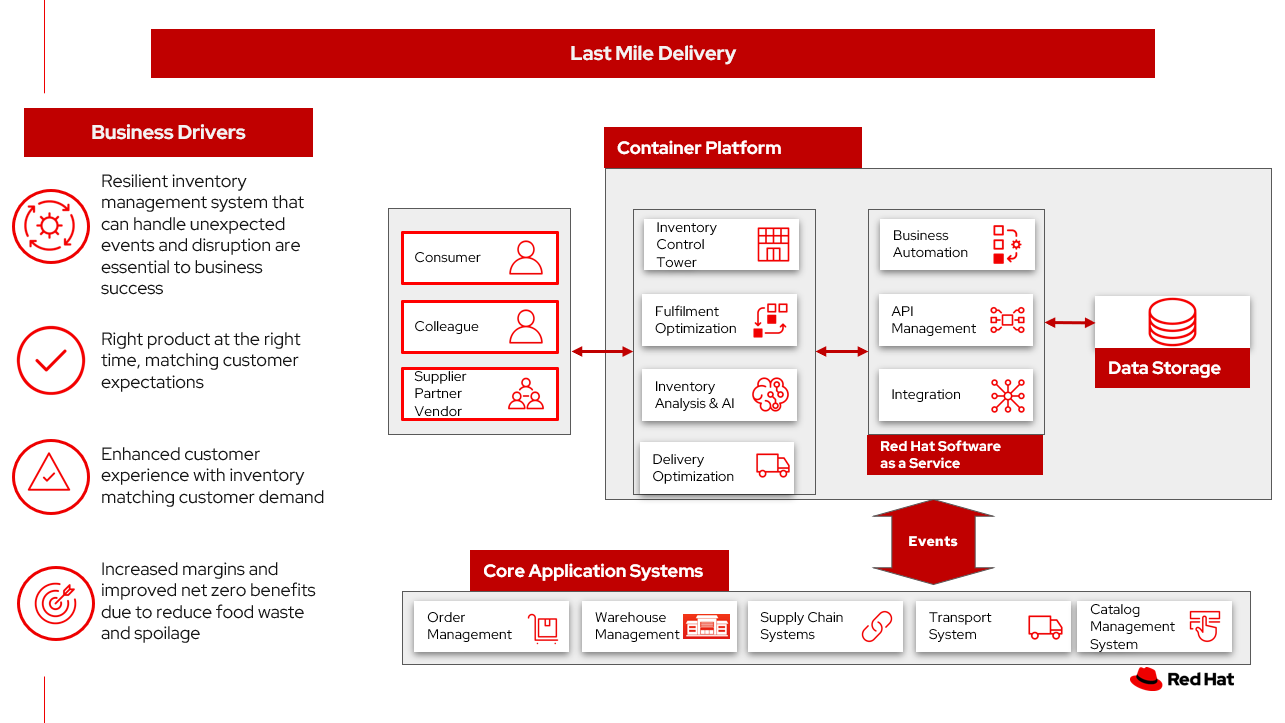 Last Mile Delivery
Business Drivers
Resilient inventory
management system that
can handle unexpected
events and disruption are
essential to business
success
Right product at the right
time, matching customer
expectations
Enhanced customer
experience with inventory
matching customer demand
Increased margins and
improved net zero benefits
due to reduce food waste
and spoilage
Container Platform
Consumer
Colleague
Supplier
Partner
Vendor
Inventory
Control
Tower
Fulfilment
Optimization
Inventory
Analysis & AI
Delivery
Optimization
Business
Automation
API
Management
Integration
Red Hat Software
as a Service
Data Storage
Events
Core Application Systems
Order
Management
Warehouse
Management
Supply Chain
Systems
Transport
System
Catalog
Management
System
Red Hat